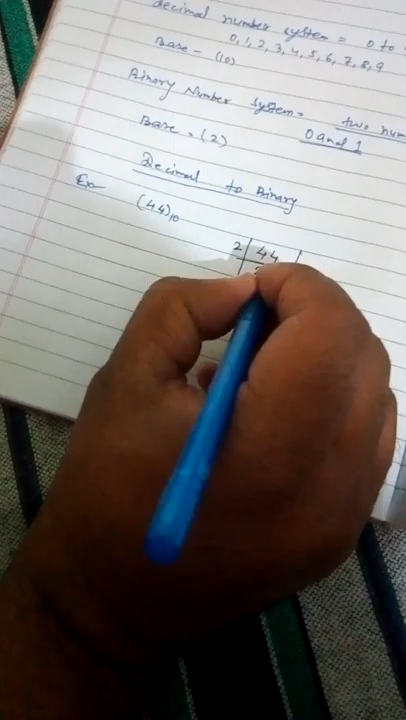 decimal number system = 0 to
0, 1, 2, 3, 4, 5, 6, 7, 8, 9
Base - (10)
Binary Number System = two num
0 and 1
Base = (2)
Decimal to Binary
Ex- (44)10
2 | 44